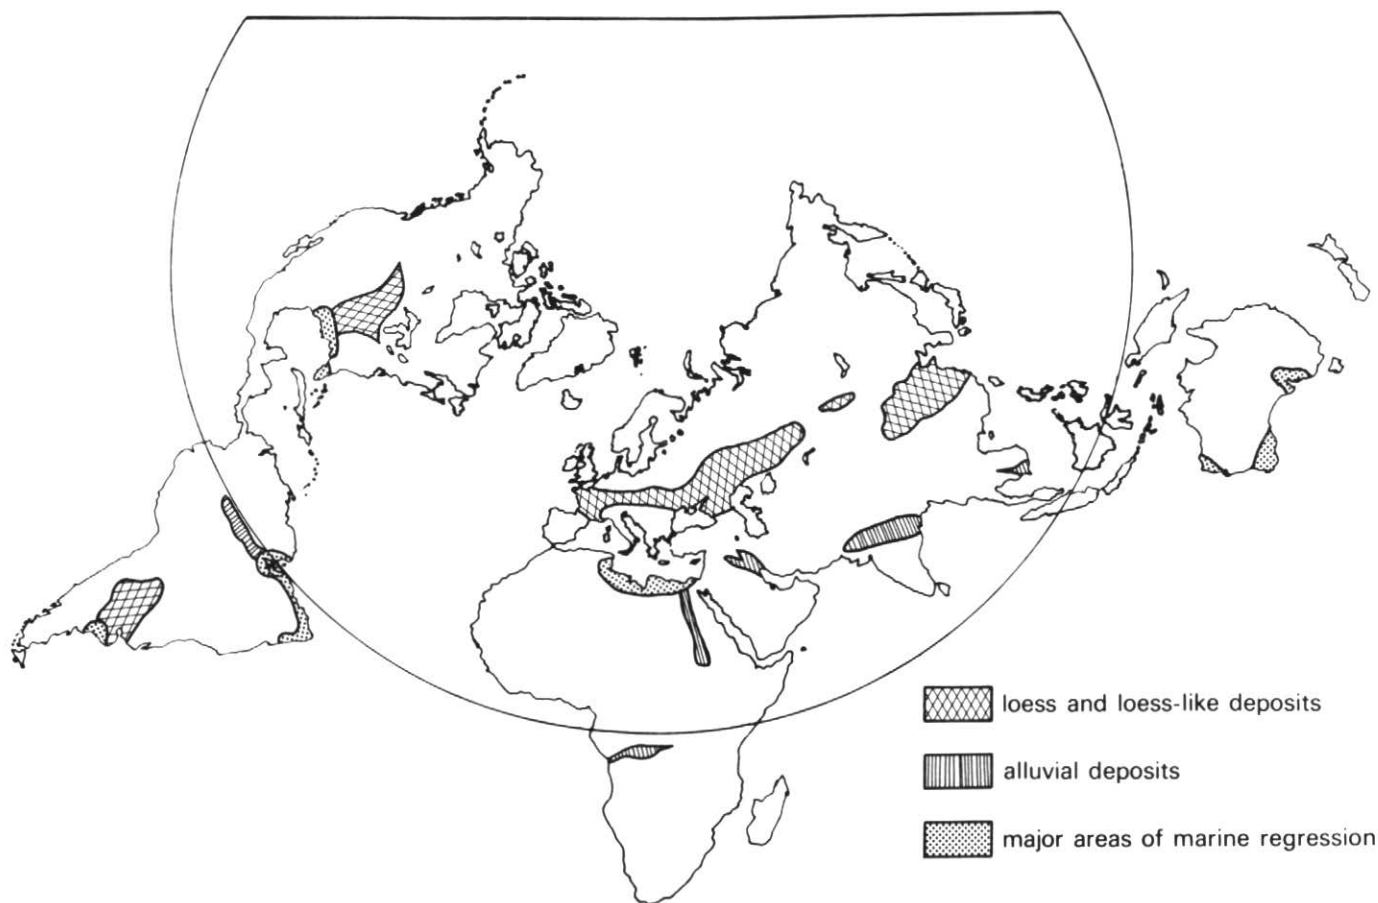 loess and loess-like deposits
alluvial deposits
major areas of marine regression